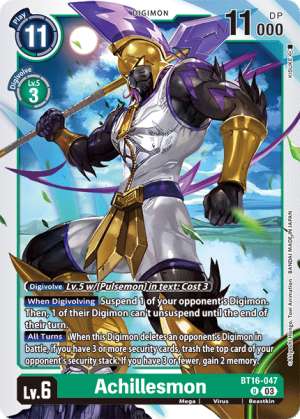 DIGIMON
Play
11
11000
DP
Digivolve
Lv.5
3
Digivolve Lv.5 w/[Pulsemon] in text: Cost 3
When Digivolving Suspend 1 of your opponent's Digimon.
Then, 1 of their Digimon can't unsuspend until the end of
their turn.
All Turns When this Digimon deletes an opponent's Digimon in
battle, if you have 3 or more security cards, trash the top card of your
opponent's security stack. If you have 3 or fewer, gain 2 memory.
BT16-047
Lv.6
Achillesmon
R
03
Mega
Virus
Beastkin